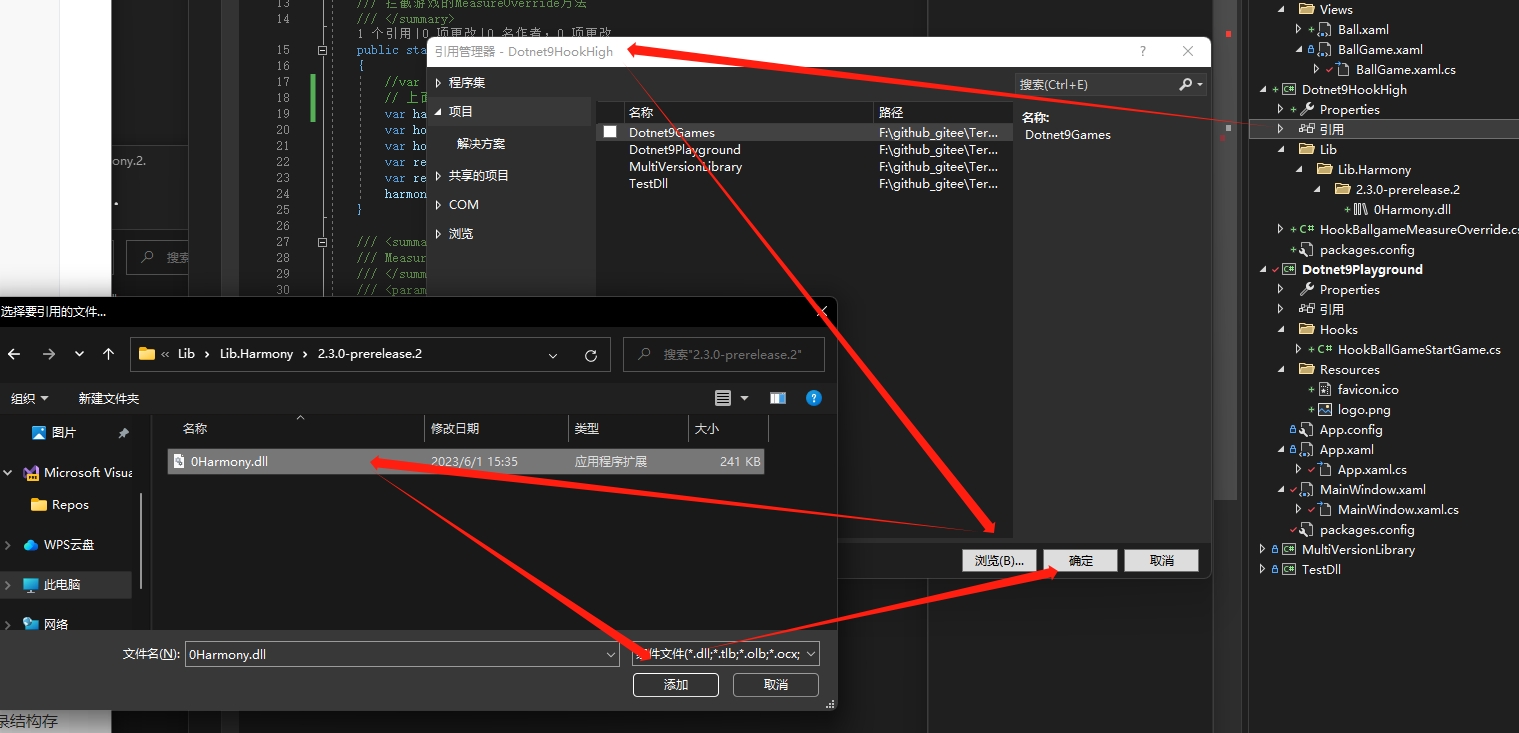 13
/// 拦截游戏的MeasureOverride方法
14
/// </summary>
1 个引用|0 项更改|0 名作者，0 项更改
15
public sta
16
{
17
//var
18
// 上面
19
var ha
20
var ho
21
var ho
22
var re
23
var re
24
harmon
25
}
26
27
/// <summa
28
/// Measur
29
/// </summ
30
/// <param
ony.2.
搜索
引用管理器 - Dotnet9HookHigh
?
程序集
项目
解决方案
共享的项目
COM
浏览
搜索(Ctrl+E)
名称
路径
Dotnet9Games
F:\github_gitee\Ter...
Dotnet9Playground
F:\github_gitee\Ter...
MultiVersionLibrary
F:\github_gitee\Ter...
TestDll
F:\github_gitee\Ter...
名称:
Dotnet9Games
浏览(B)...
确定
取消
选择要引用的文件...
« Lib › Lib.Harmony › 2.3.0-prerelease.2
搜索"2.3.0-prerelease.2"
组织
新建文件夹
?
图片
Microsoft Visua
Repos
WPS云盘
此电脑
网络
名称
修改日期
类型
大小
0Harmony.dll
2023/6/1 15:35
应用程序扩展
241 KB
文件名(N):
0Harmony.dll
件文件(*.dll;*.tlb;*.olb;*.ocx;
添加
取消
录结构存
Views
Ball.xaml
BallGame.xaml
BallGame.xaml.cs
Dotnet9HookHigh
Properties
引用
Lib
Lib.Harmony
2.3.0-prerelease.2
0Harmony.dll
HookBallgameMeasureOverride.cs
packages.config
Dotnet9Playground
Properties
引用
Hooks
HookBallGameStartGame.cs
Resources
favicon.ico
logo.png
App.config
App.xaml
App.xaml.cs
MainWindow.xaml
MainWindow.xaml.cs
packages.config
MultiVersionLibrary
TestDll